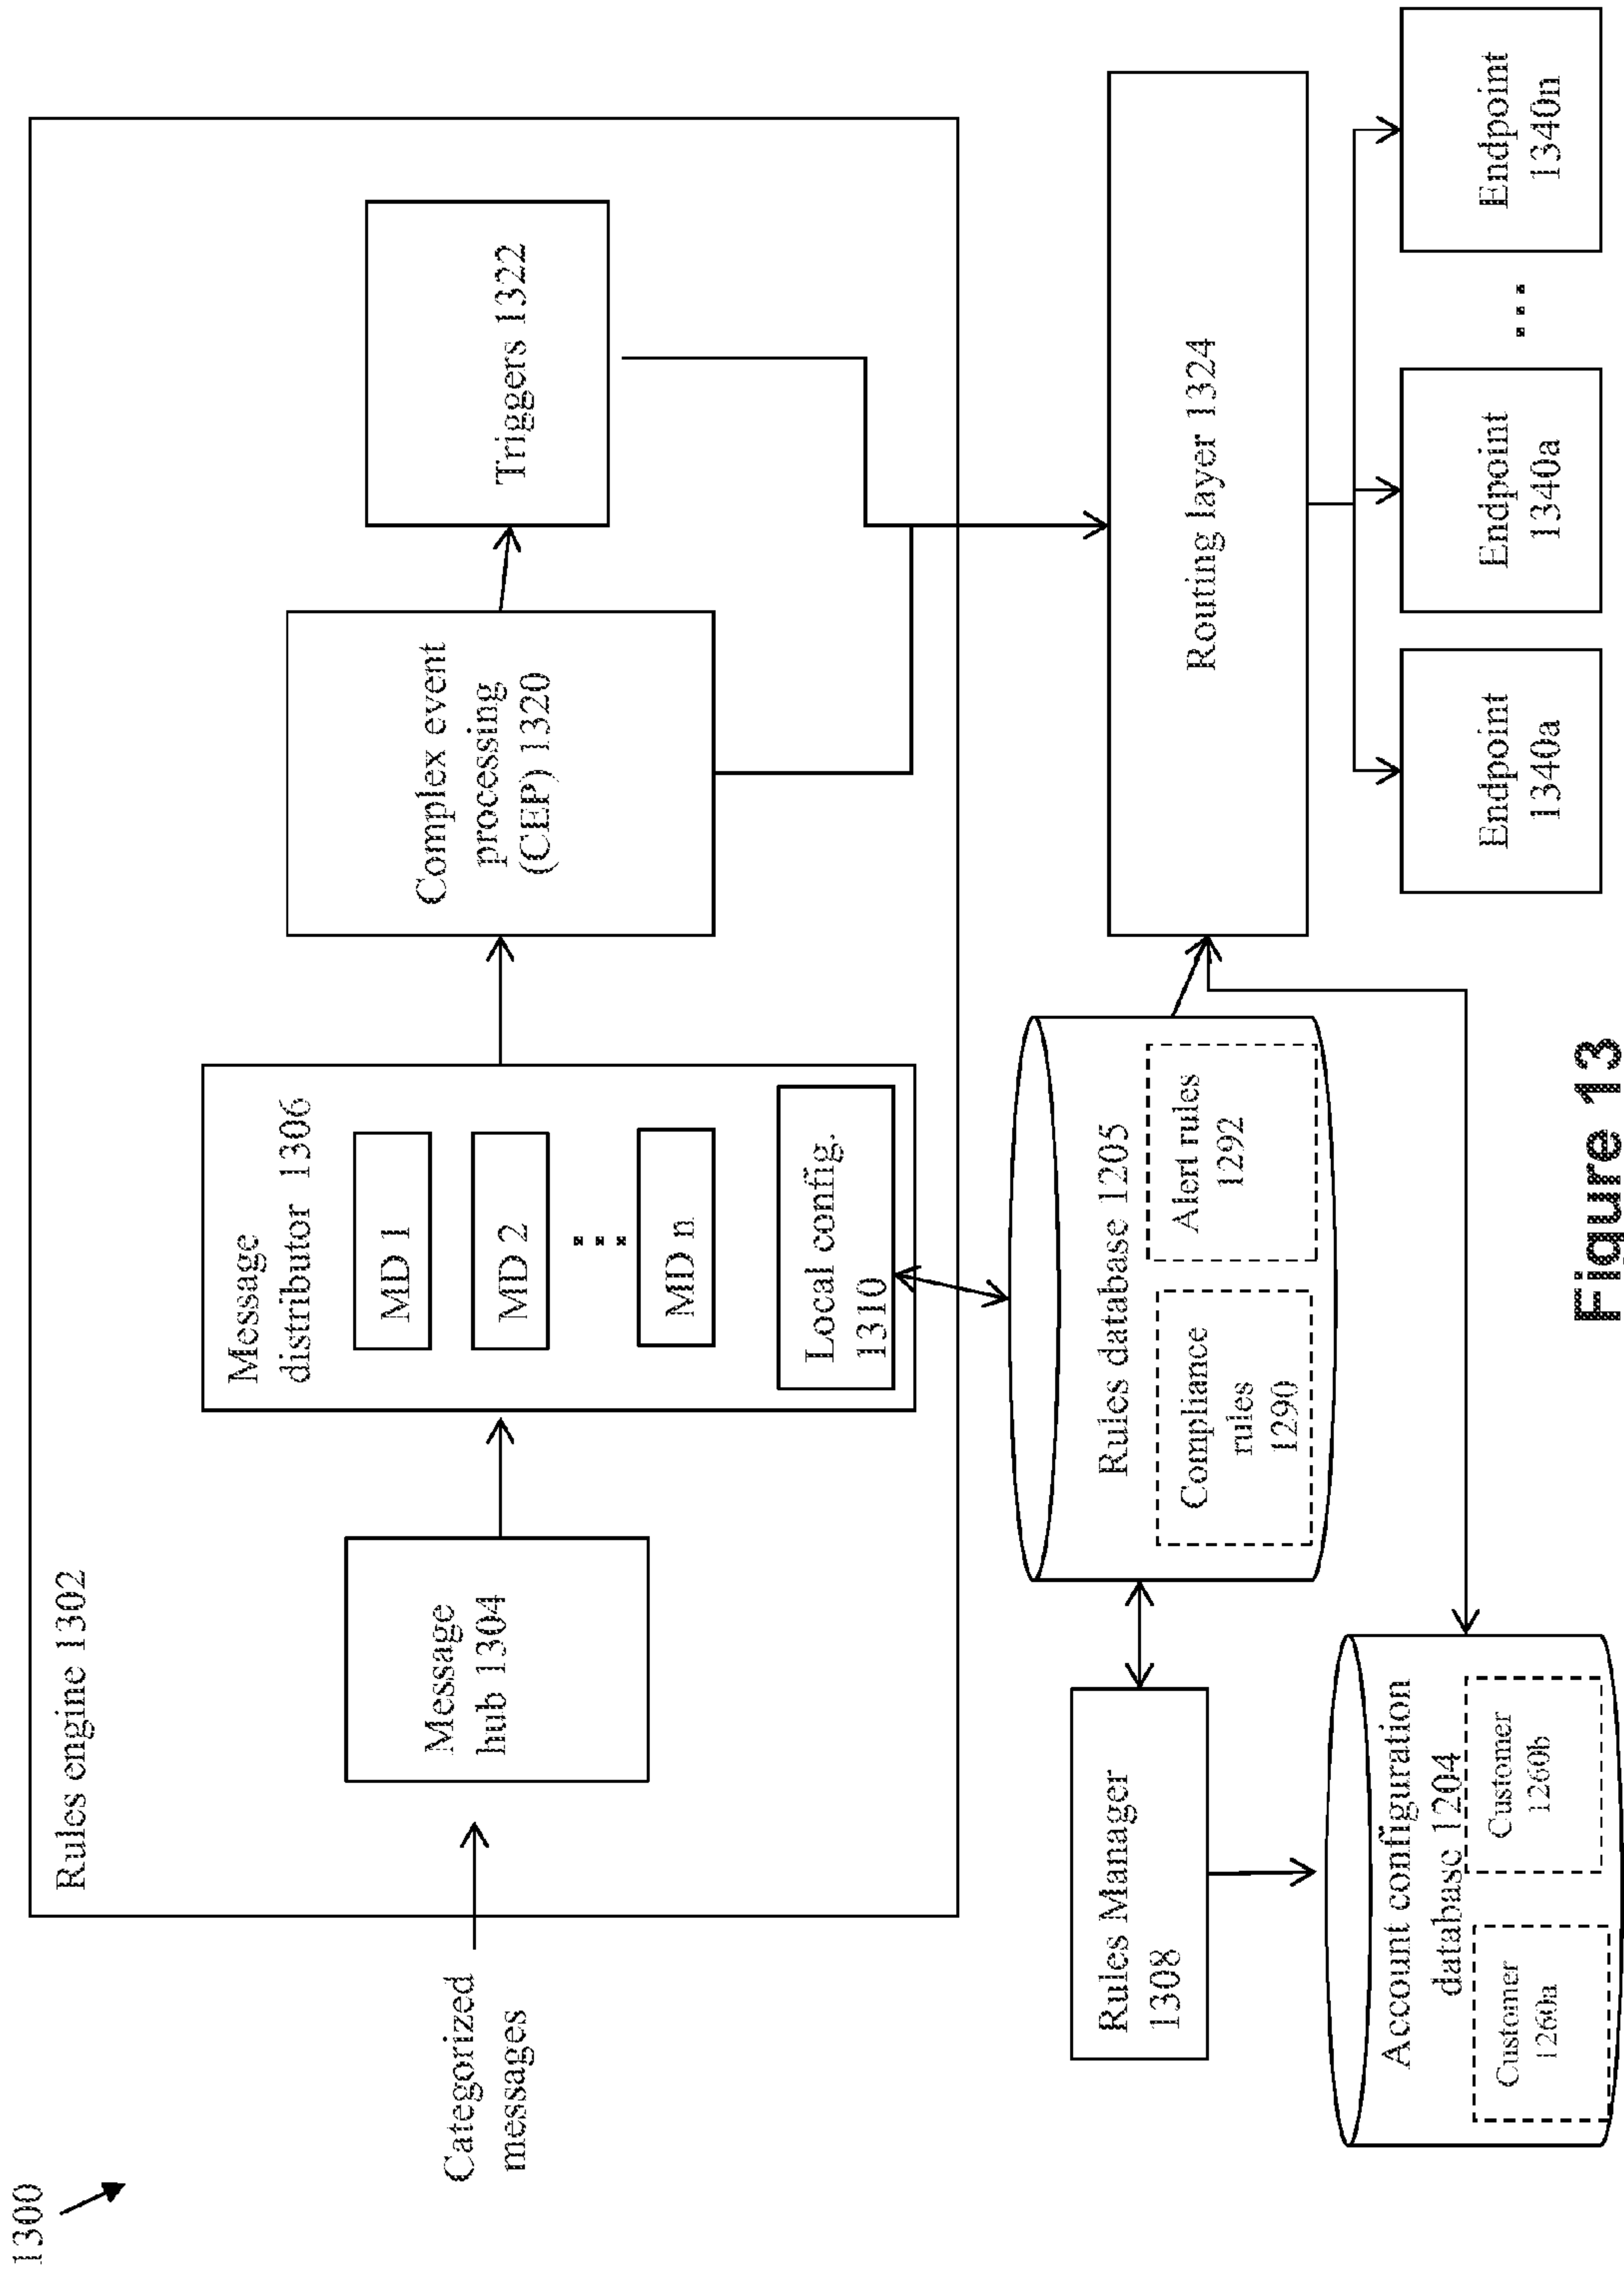 1300
Rules engine 1302
Categorized
messages
Message
hub 1304
Message
distributor 1306
MD 1
MD 2
...
MD n
Local config.
1310
Complex event
processing
(CEP) 1320
Triggers 1322
Rules Manager
1308
Rules database 1205
Compliance
rules
1290
Alert rules
1292
Routing layer 1324
Account configuration
database 1204
Customer
1260a
Customer
1260b
Endpoint
1340a
Endpoint
1340a
...
Endpoint
1340n
Figure 13